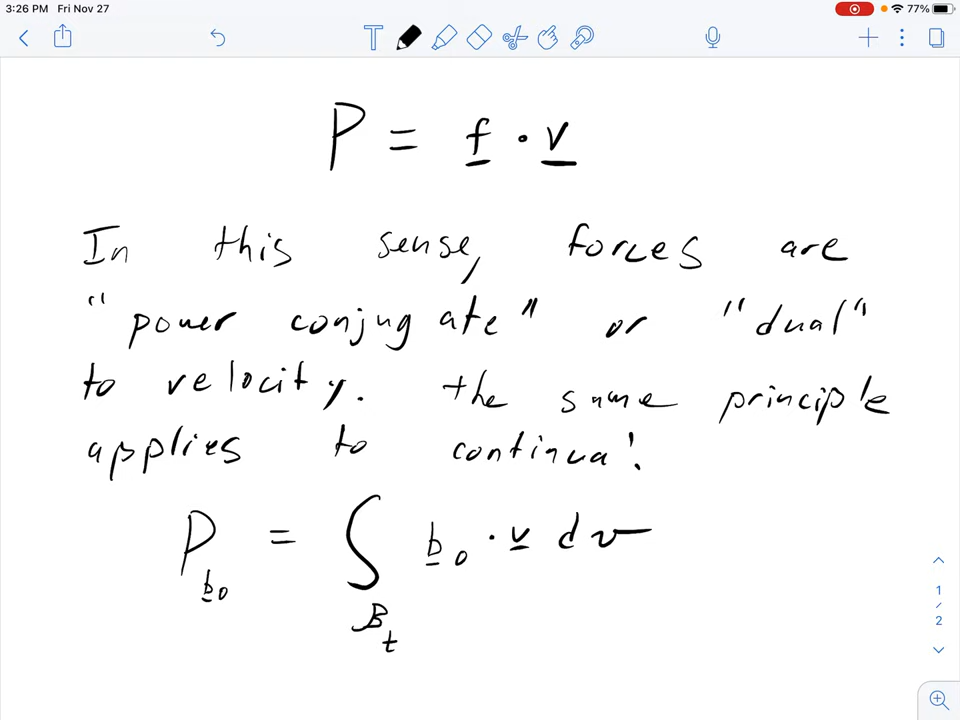 3:26 PM Fri Nov 27 77%
P = f · v
In this sense, forces are
"power conjugate" or "dual"
to velocity. the same principle
applies to continua!
P_b₀ = ∫_B_t b₀ · v dv
1
/
2